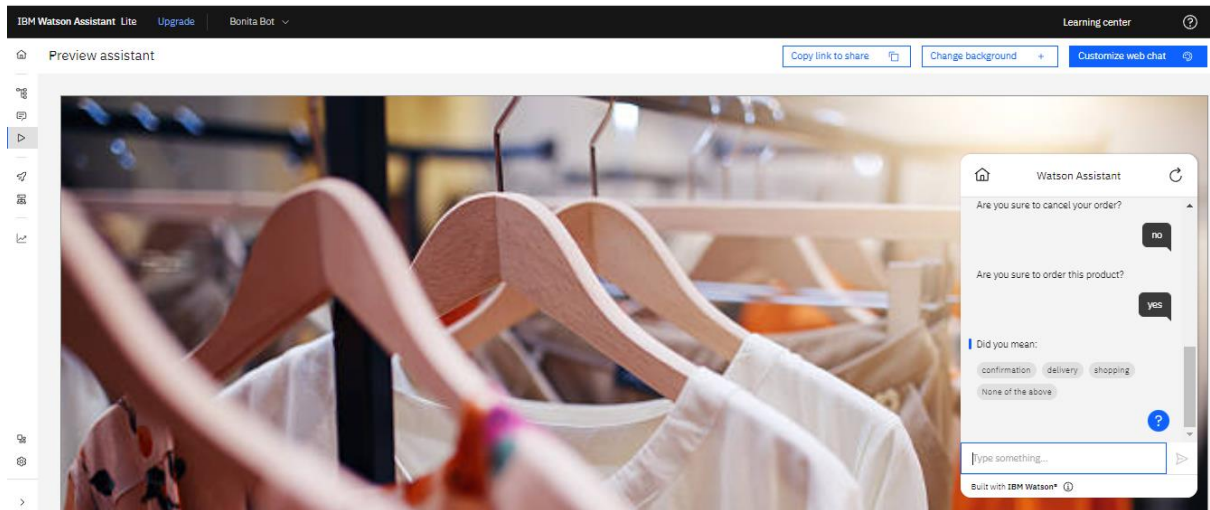 IBM Watson Assistant Lite Upgrade Bonita Bot Learning center
Preview assistant Copy link to share Change background + Customize web chat
Watson Assistant
Are you sure to cancel your order?
no
Are you sure to order this product?
yes
Did you mean:
confirmation delivery shopping
None of the above
?
Type something...
Built with IBM Watson®